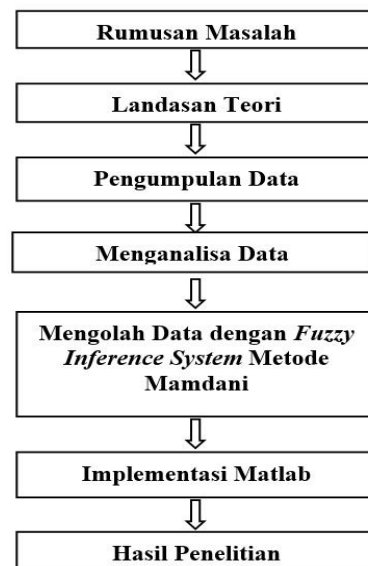 Rumusan Masalah
Landasan Teori
Pengumpulan Data
Menganalisa Data
Mengolah Data dengan Fuzzy
Inference System Metode
Mamdani
Implementasi Matlab
Hasil Penelitian